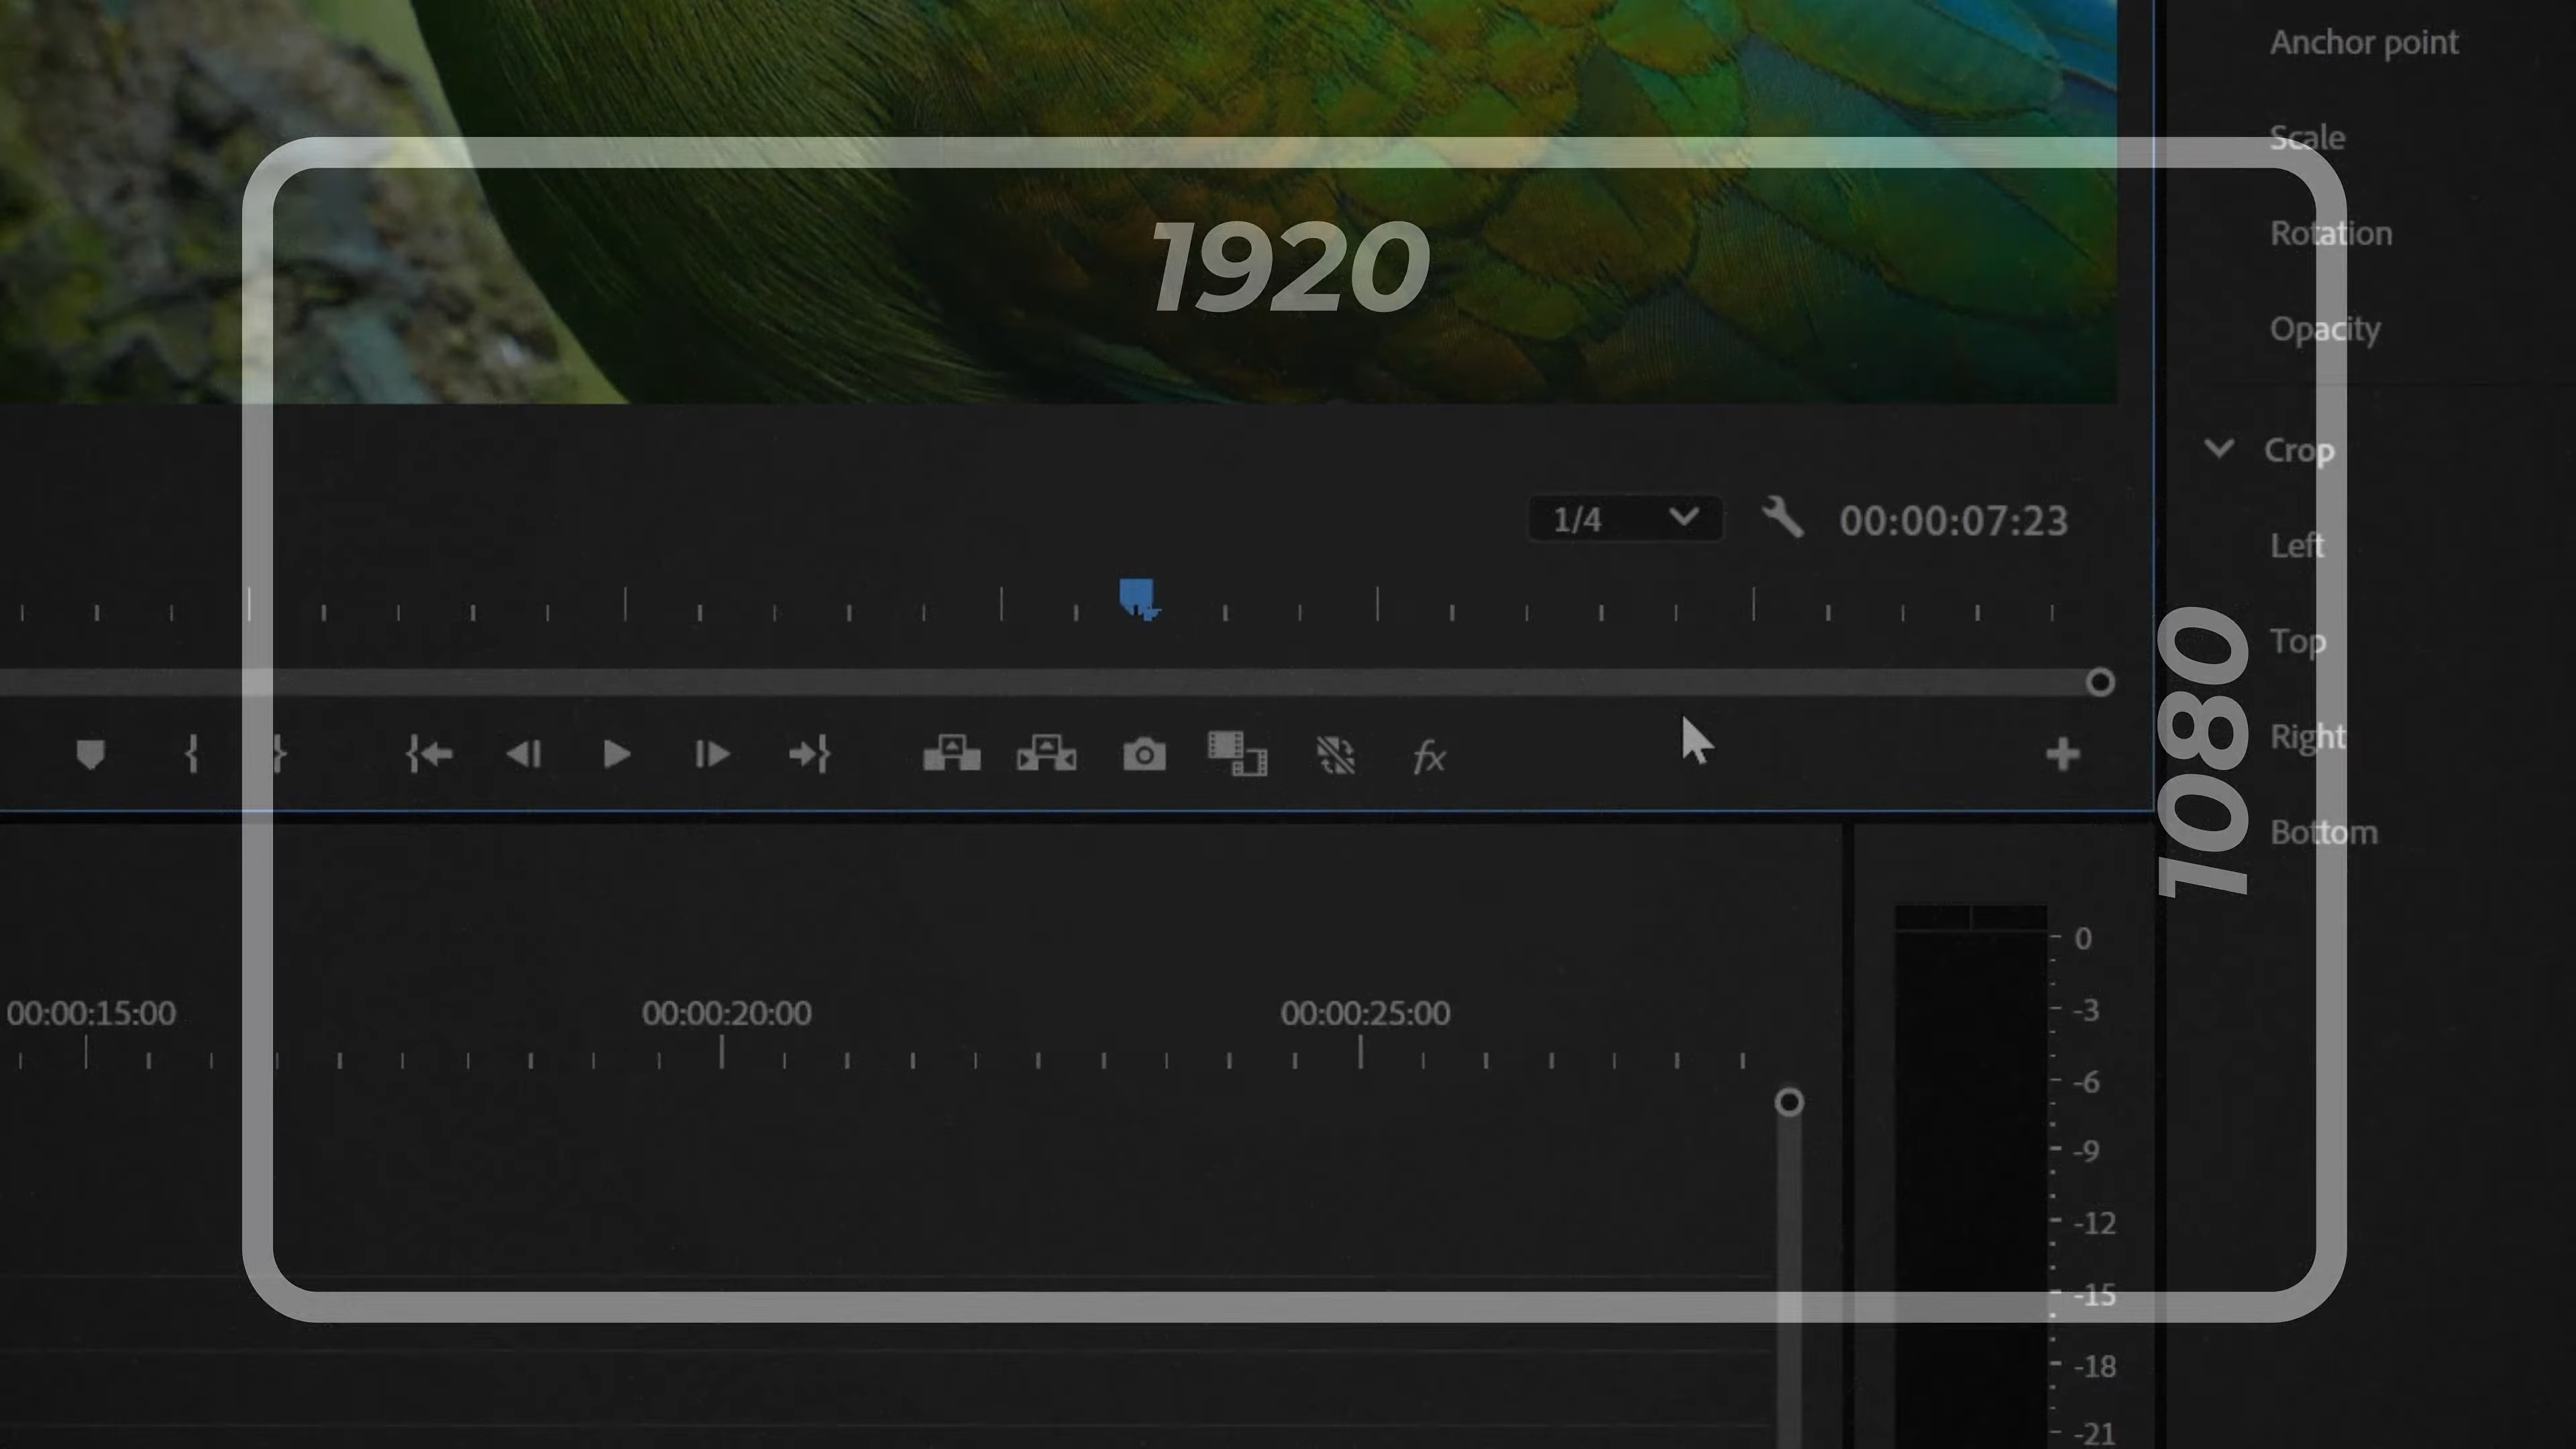 Anchor point
Scale
Rotation
1920
Opacity
Crop
1/4
00:00:07:23
Left
Top
1080
Right
fx
Bottom
0
-3
00:00:15:00
00:00:20:00
00:00:25:00
-6
-9
-12
-15
-18
-21